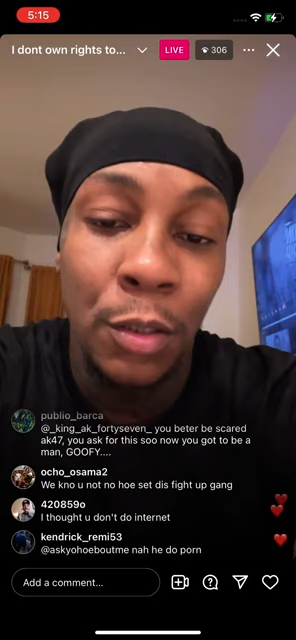 5:15
I dont own rights to...
LIVE
306
publio_barca
@_king_ak_fortyseven_ you beter be scared
ak47, you ask for this soo now you got to be a
man, GOOFY....
ocho_osama2
We kno u not no hoe set dis fight up gang
420859o
I thought u don't do internet
kendrick_remi53
@askyohoeboutme nah he do porn
Add a comment...